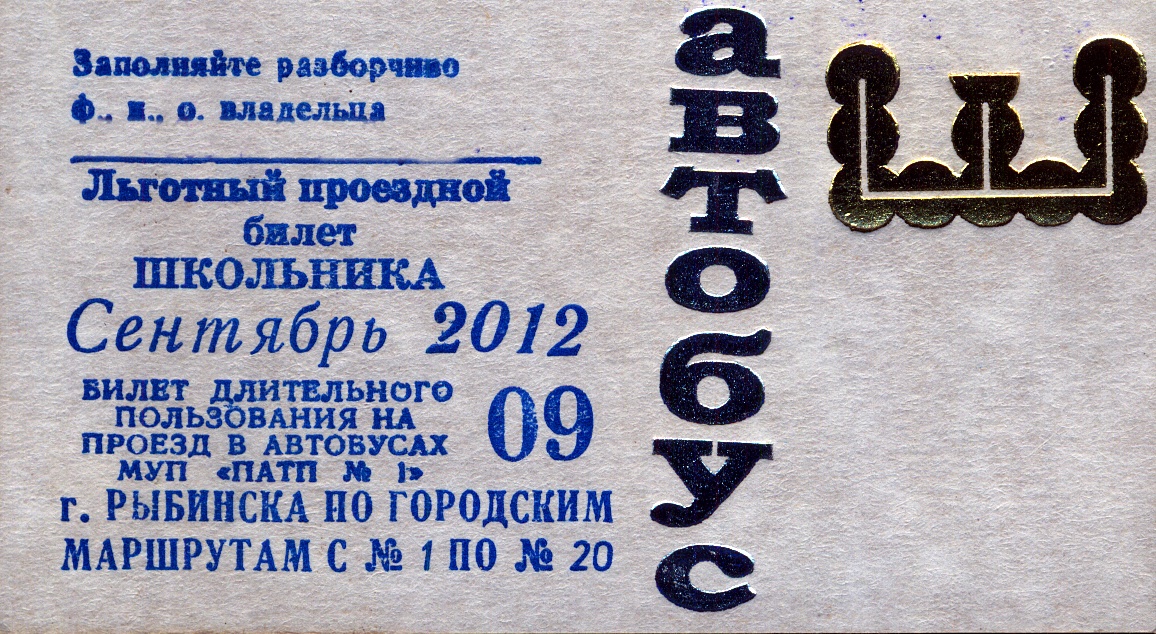 Заполняйте разборчиво
ф., и., о. владельца
Льготный проездной
билет
ШКОЛЬНИКА
Сентябрь 2012
БИЛЕТ ДЛИТЕЛЬНОГО
ПОЛЬЗОВАНИЯ НА
ПРОЕЗД В АВТОБУСАХ
МУП «ПАТП № 1»
09
г. РЫБИНСКА ПО ГОРОДСКИМ
МАРШРУТАМ С № 1 ПО № 20
автобус
Ш